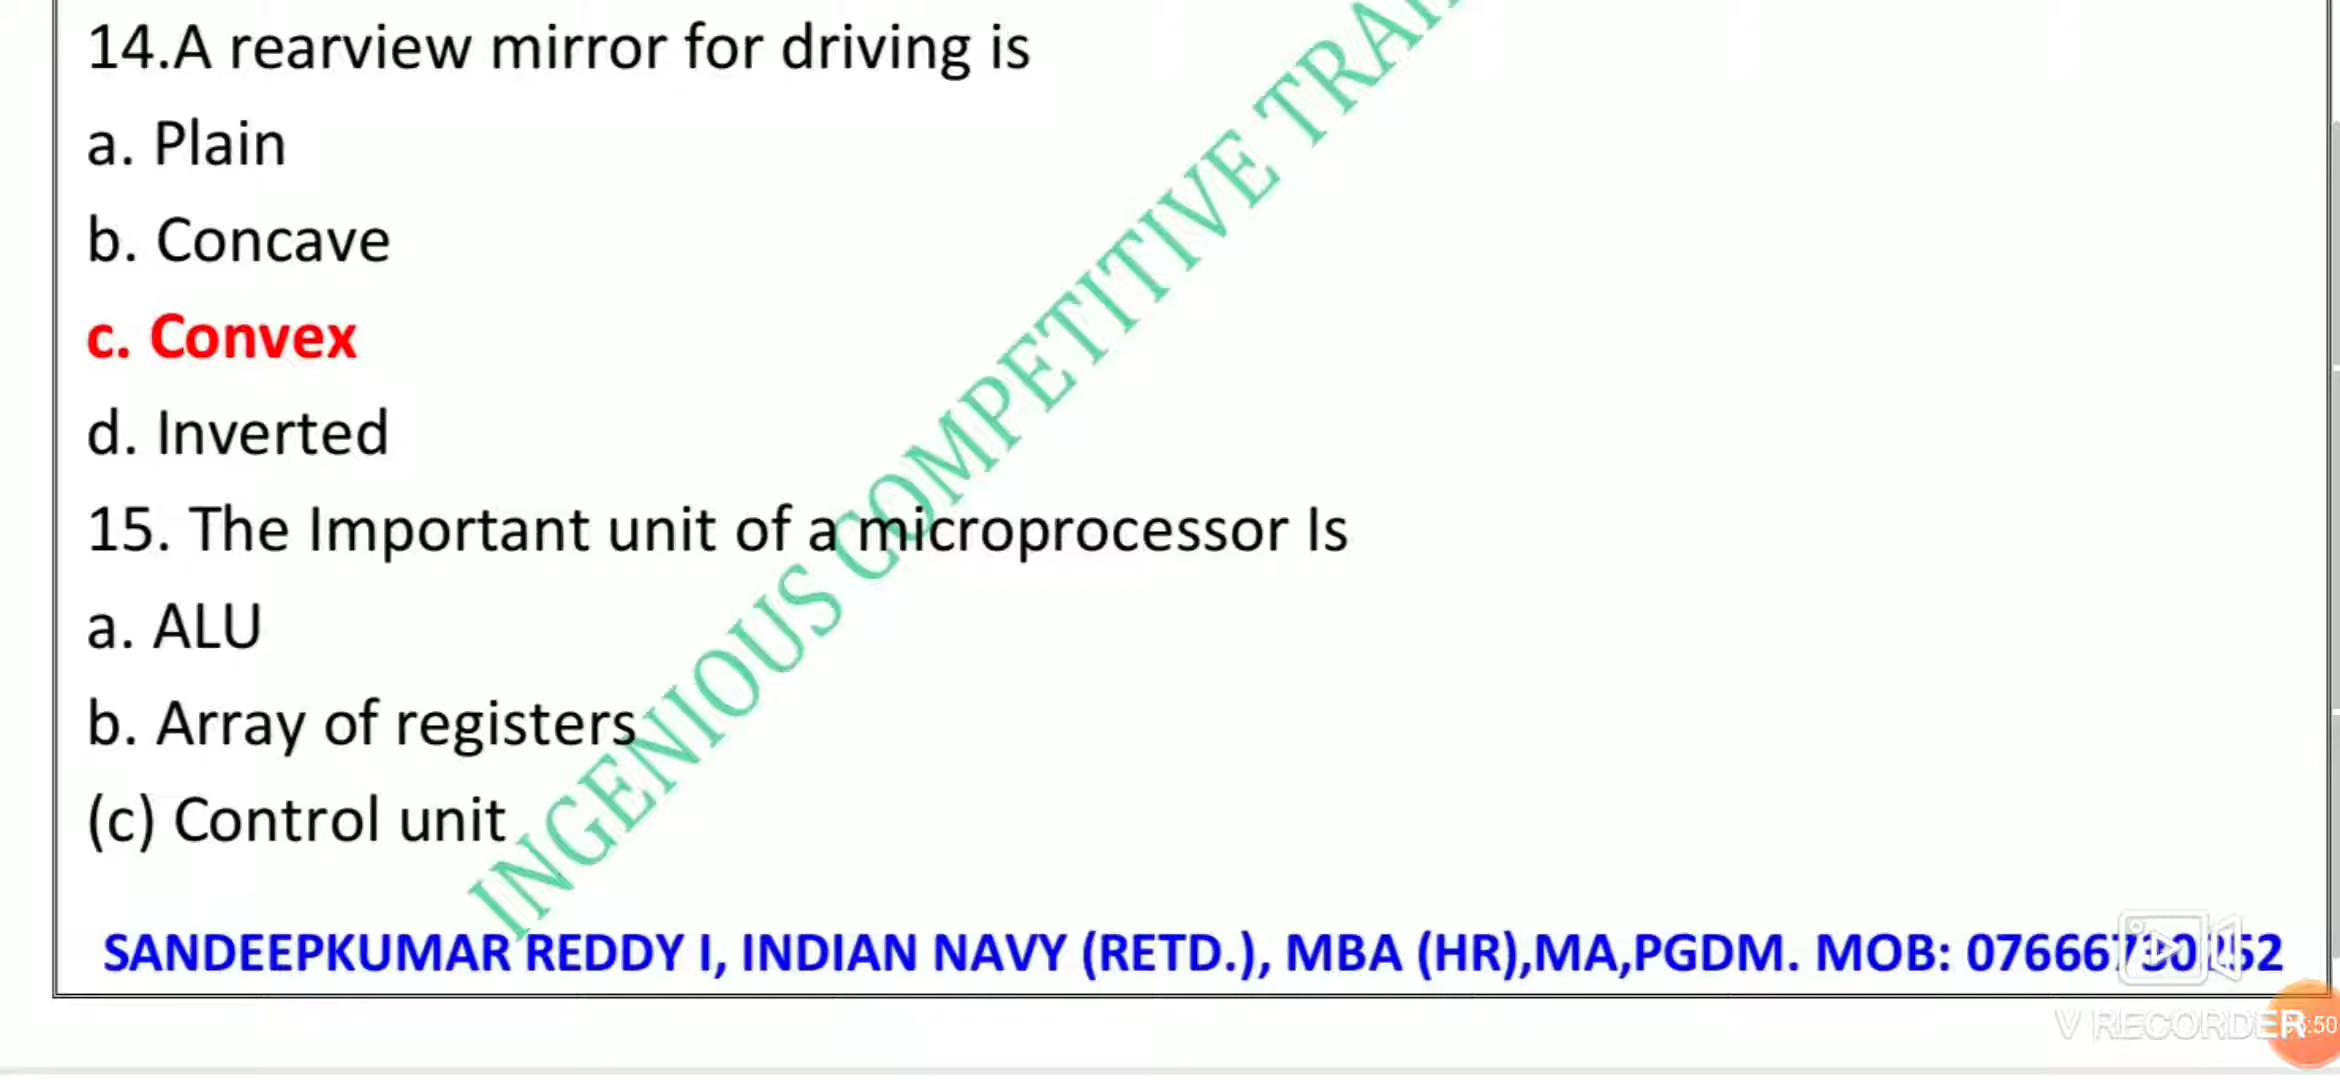 14.A rearview mirror for driving is
a. Plain
b. Concave
c. Convex
d. Inverted
15. The Important unit of a microprocessor Is
a. ALU
b. Array of registers
(c) Control unit
INGENIOUS COMPETITIVE
SANDEEPKUMAR REDDY I, INDIAN NAVY (RETD.), MBA (HR),MA,PGDM. MOB:
V RECORDER